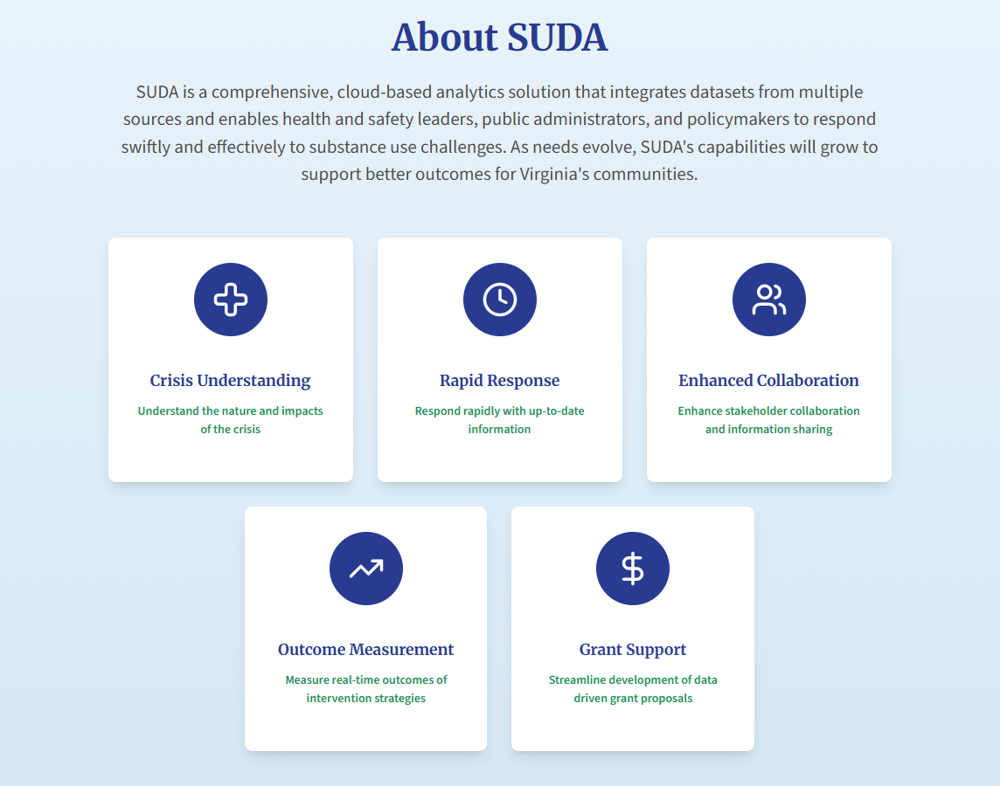 About SUDA
SUDA is a comprehensive, cloud-based analytics solution that integrates datasets from multiple
sources and enables health and safety leaders, public administrators, and policymakers to respond
swiftly and effectively to substance use challenges. As needs evolve, SUDA's capabilities will grow to
support better outcomes for Virginia's communities.
Crisis Understanding
Understand the nature and impacts
of the crisis
Rapid Response
Respond rapidly with up-to-date
information
Enhanced Collaboration
Enhance stakeholder collaboration
and information sharing
Outcome Measurement
Measure real-time outcomes of
intervention strategies
Grant Support
Streamline development of data
driven grant proposals